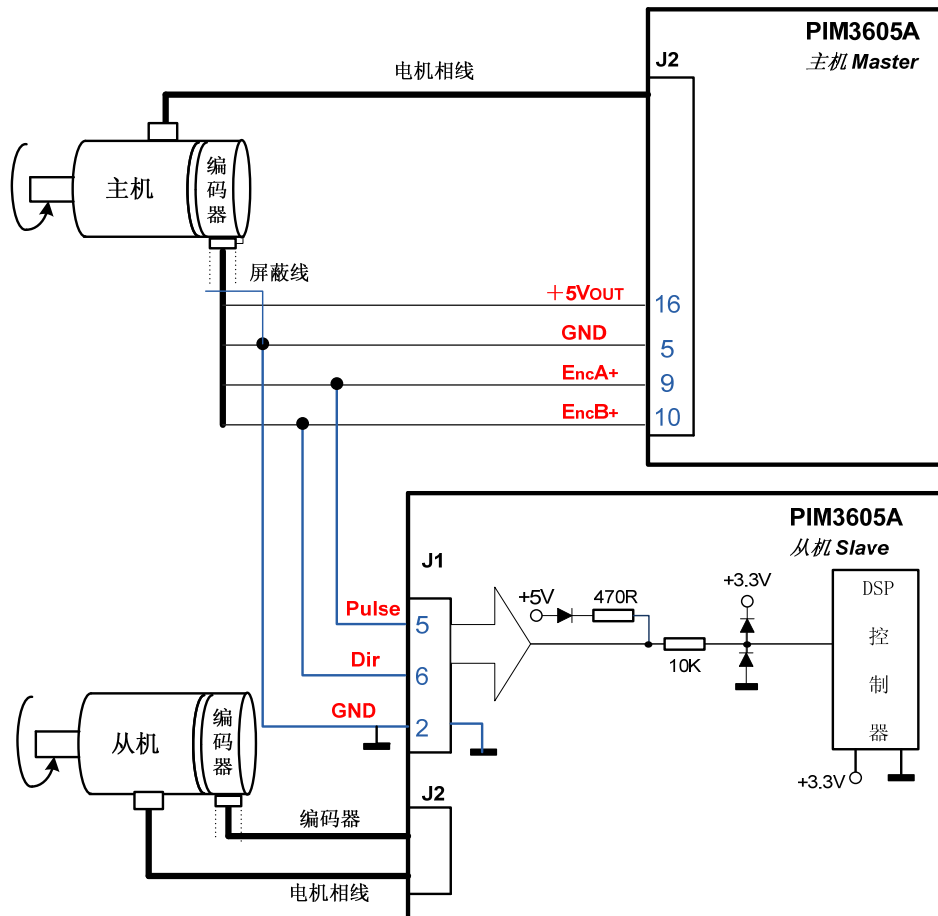 PIM3605A
主机 Master
J2
电机相线
主机
编码器
屏蔽线
+5VOUT
16
GND
5
EncA+
9
EncB+
10
PIM3605A
从机 Slave
J1
Pulse
5
Dir
6
GND
2
+5V
470R
10K
+3.3V
DSP
控制器
+3.3V
从机
编码器
J2
编码器
电机相线